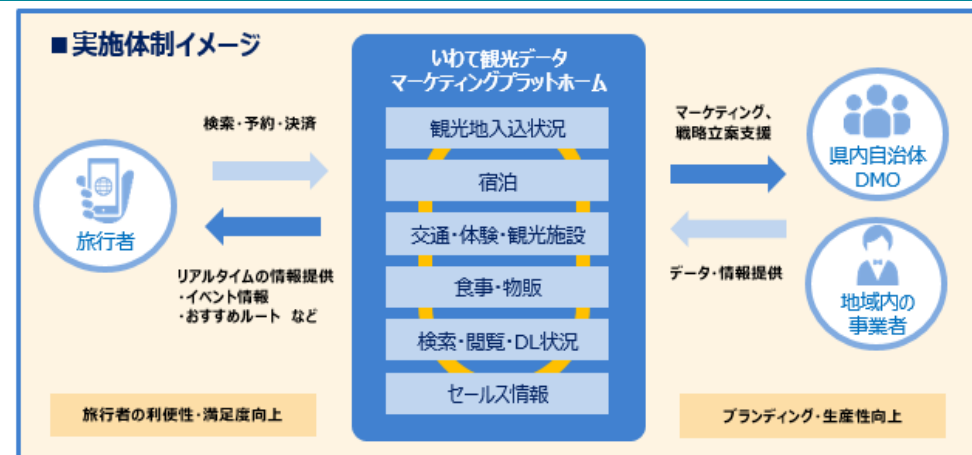 ■実施体制イメージ
検索・予約・決済
旅行者
リアルタイムの情報提供
・イベント情報
・おすすめルート など
旅行者の利便性・満足度向上
いわて観光データ
マーケティングプラットホーム
観光地入込状況
宿泊
交通・体験・観光施設
食事・物販
検索・閲覧・DL状況
セールス情報
マーケティング、
戦略立案支援
県内自治体
DMO
データ・情報提供
地域内の
事業者
ブランディング・生産性向上